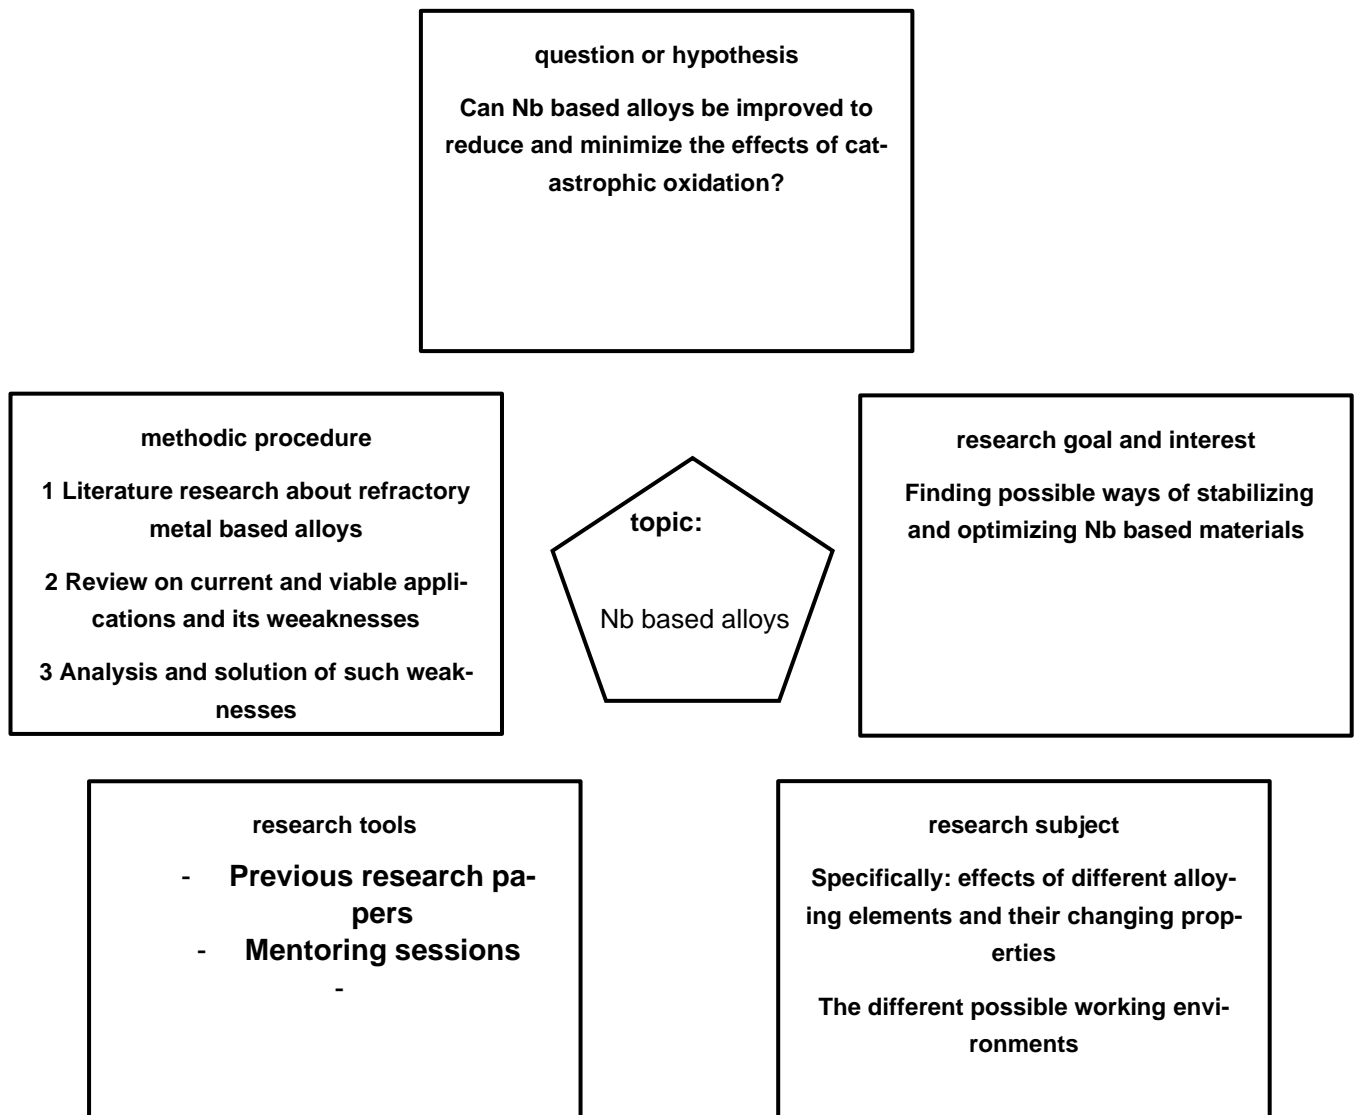 question or hypothesis
Can Nb based alloys be improved to
reduce and minimize the effects of cat-
astrophic oxidation?
methodic procedure
1 Literature research about refractory
metal based alloys
2 Review on current and viable appli-
cations and its weeaknesses
3 Analysis and solution of such weak-
nesses
topic:
Nb based alloys
research goal and interest
Finding possible ways of stabilizing
and optimizing Nb based materials
research tools
- Previous research pa-
pers
- Mentoring sessions
-
research subject
Specifically: effects of different alloy-
ing elements and their changing prop-
erties
The different possible working envi-
ronments